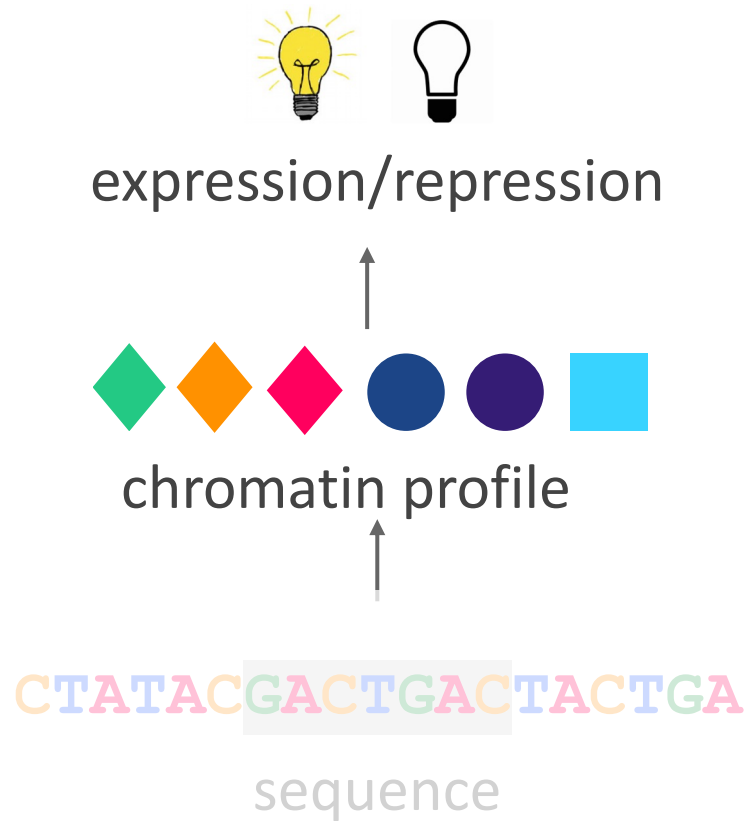 expression/repression
chromatin profile
CTATACGACTGACTACTGA
sequence